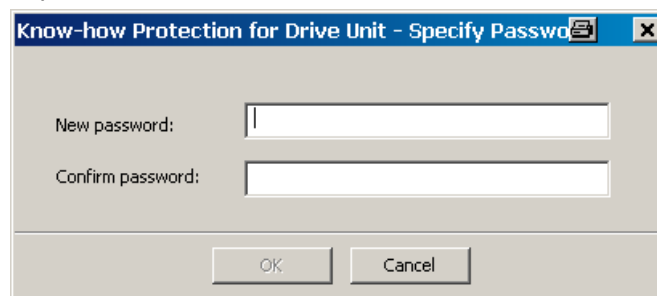 Know-how Protection for Drive Unit - Specify Passwo
New password:
Confirm password:
OK
Cancel